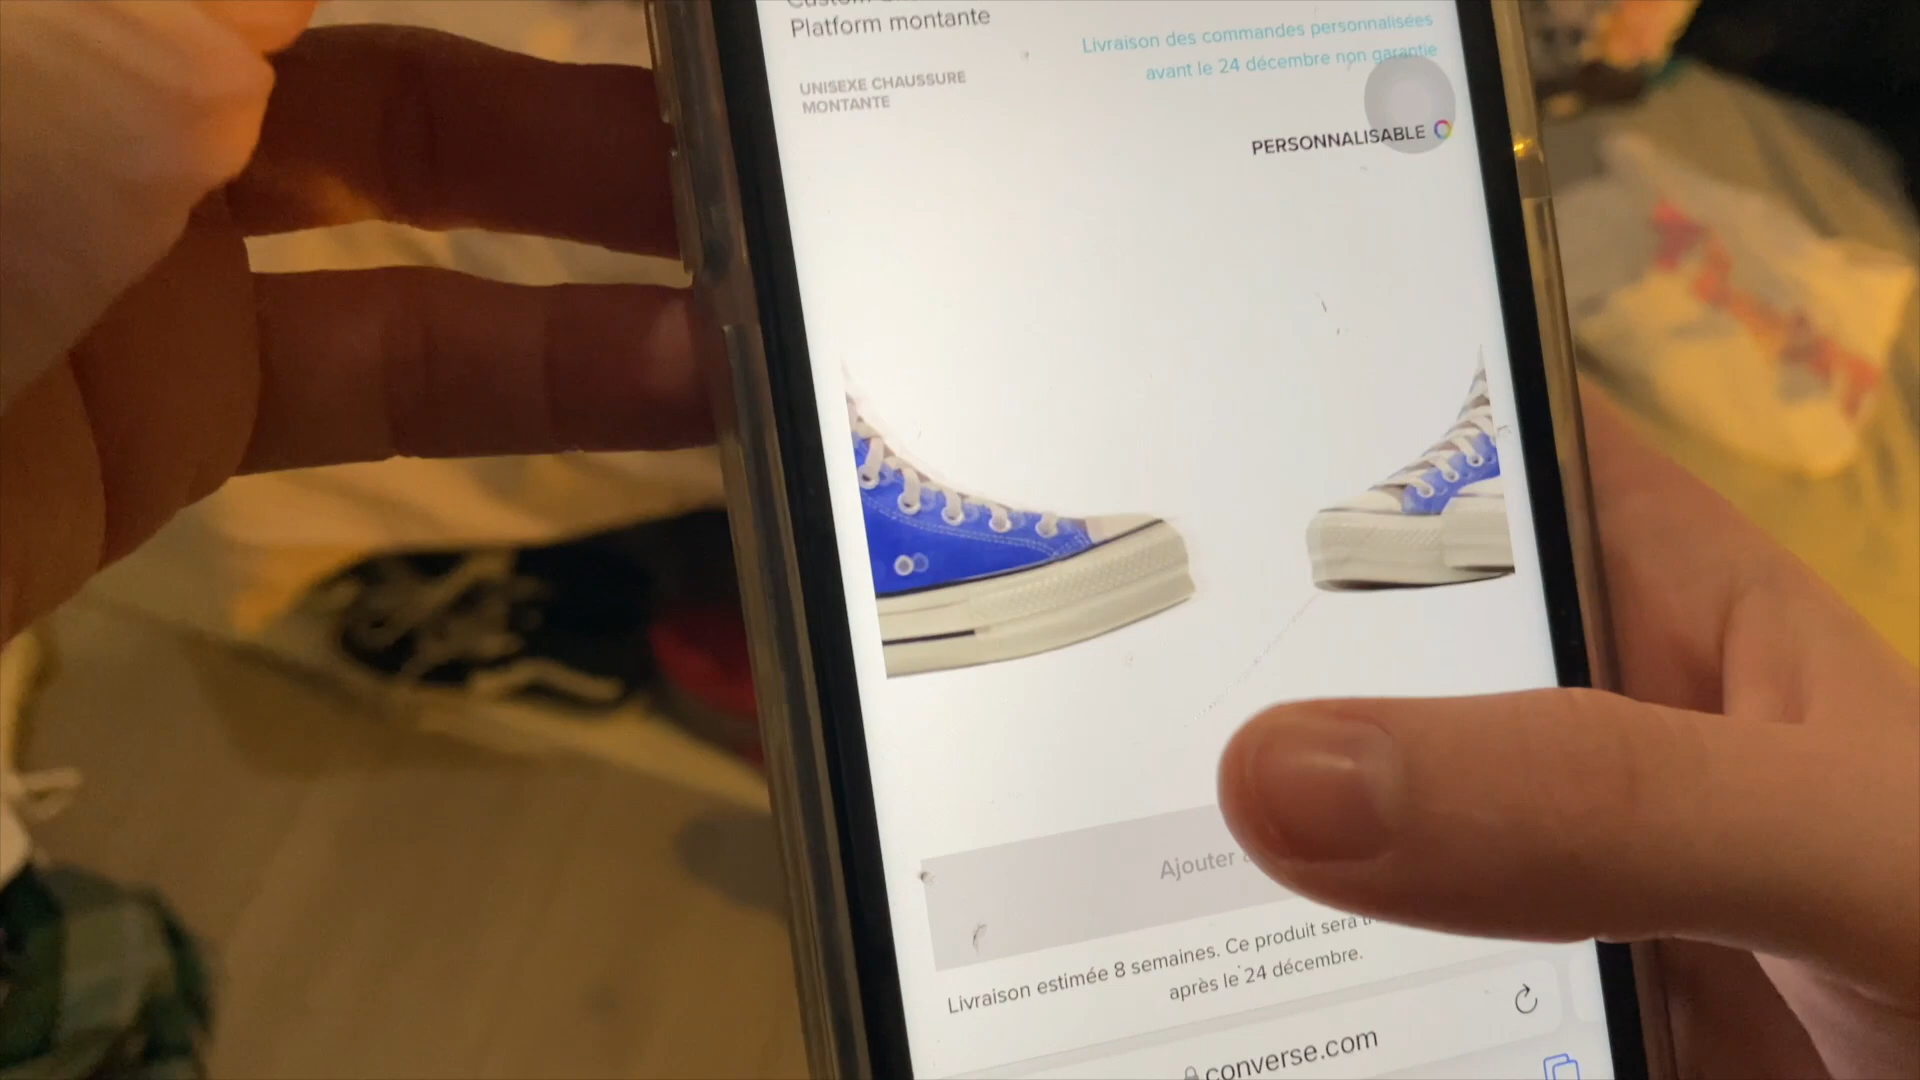 Custom
Platform montante
Livraison des commandes personnalisées
avant le 24 décembre non garantie
UNISEXE CHAUSSURE
MONTANTE
PERSONNALISABLE
Ajouter
Livraison estimée 8 semaines. Ce produit sera
après le 24 décembre.
converse.com